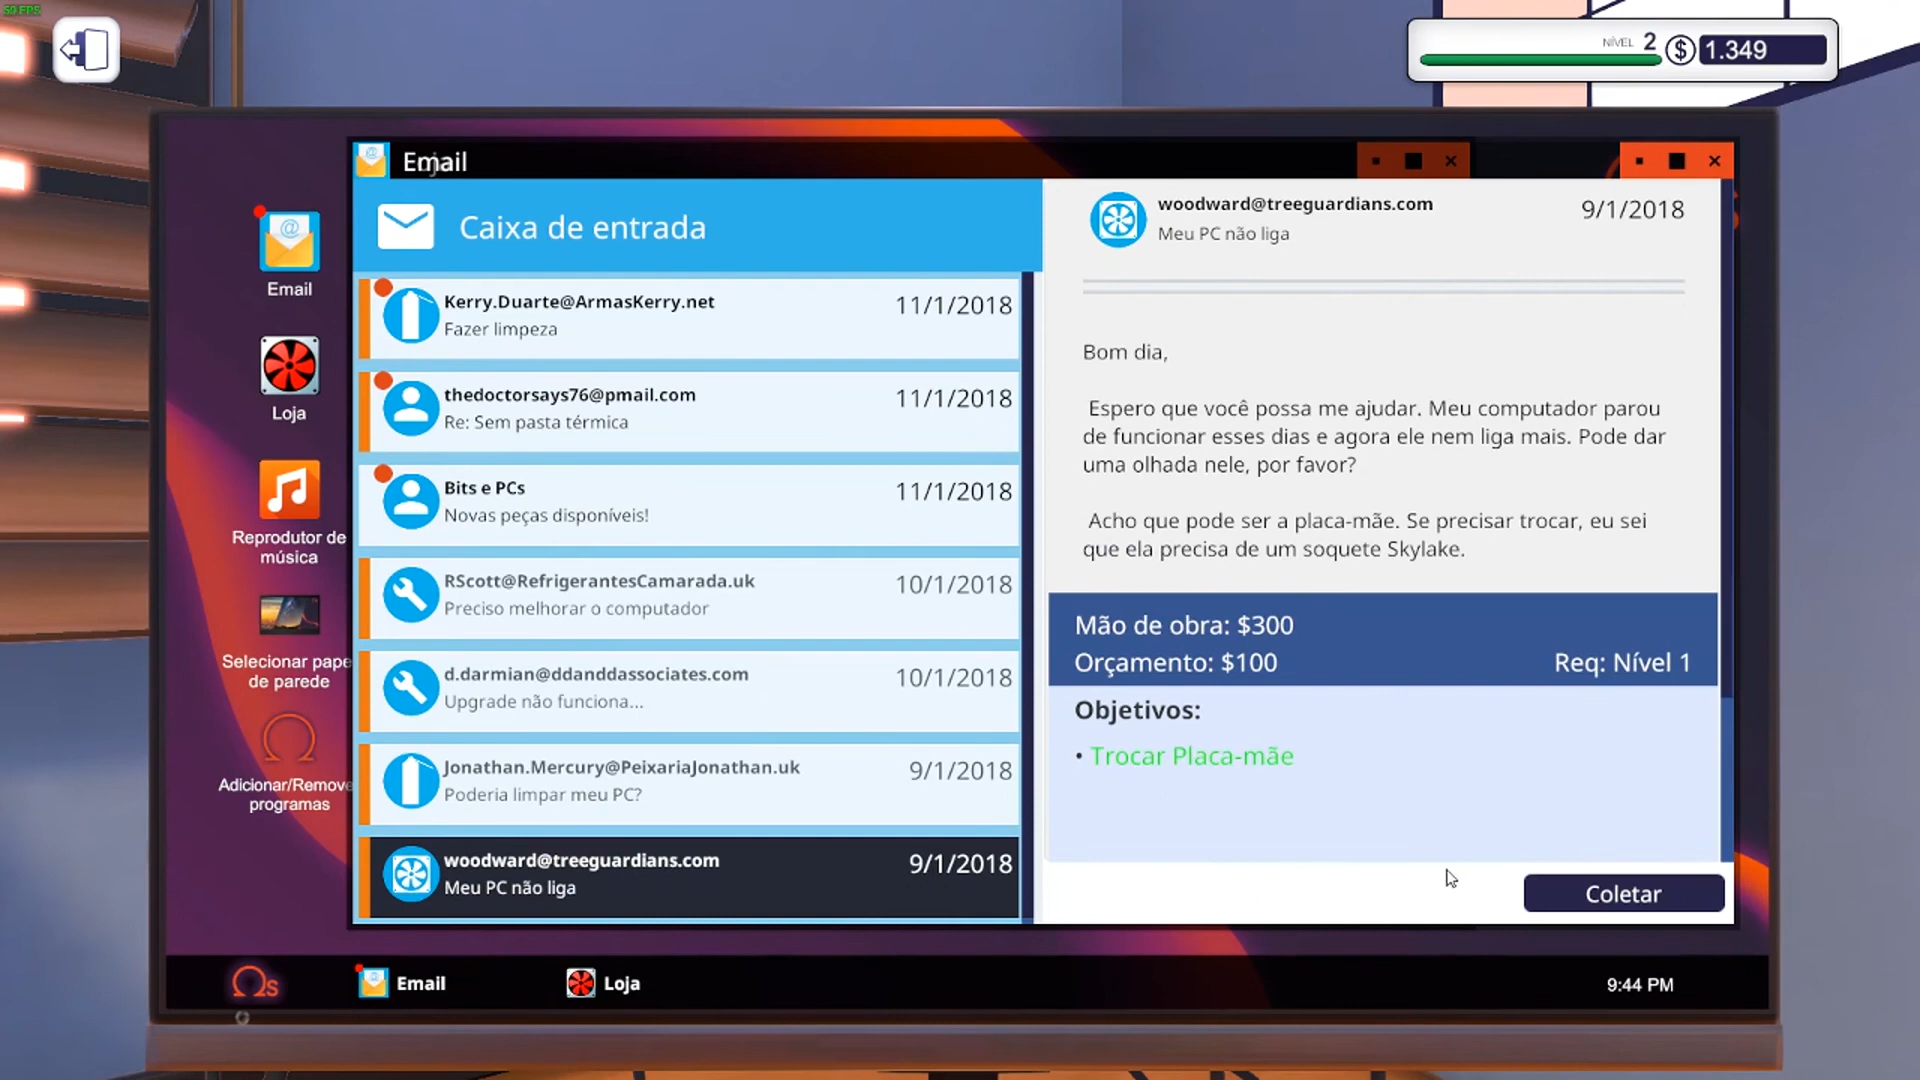 50 FPS
NÍVEL 2 $ 1.349
Email
Caixa de entrada
Kerry.Duarte@ArmasKerry.net 11/1/2018
Fazer limpeza
thedoctorsays76@pmail.com 11/1/2018
Re: Sem pasta térmica
Bits e PCs 11/1/2018
Novas peças disponíveis!
RScott@RefrigerantesCamarada.uk 10/1/2018
Preciso melhorar o computador
d.darmian@ddanddassociates.com 10/1/2018
Upgrade não funciona...
Jonathan.Mercury@PeixariaJonathan.uk 9/1/2018
Poderia limpar meu PC?
woodward@treeguardians.com 9/1/2018
Meu PC não liga
woodward@treeguardians.com 9/1/2018
Meu PC não liga
Bom dia,
Espero que você possa me ajudar. Meu computador parou
de funcionar esses dias e agora ele nem liga mais. Pode dar
uma olhada nele, por favor?
Acho que pode ser a placa-mãe. Se precisar trocar, eu sei
que ela precisa de um soquete Skylake.
Mão de obra: $300
Orçamento: $100 Req: Nível 1
Objetivos:
• Trocar Placa-mãe
Coletar
Email
Loja
Reprodutor de
música
Selecionar pape
de parede
Adicionar/Remove
programas
Ωs Email Loja 9:44 PM